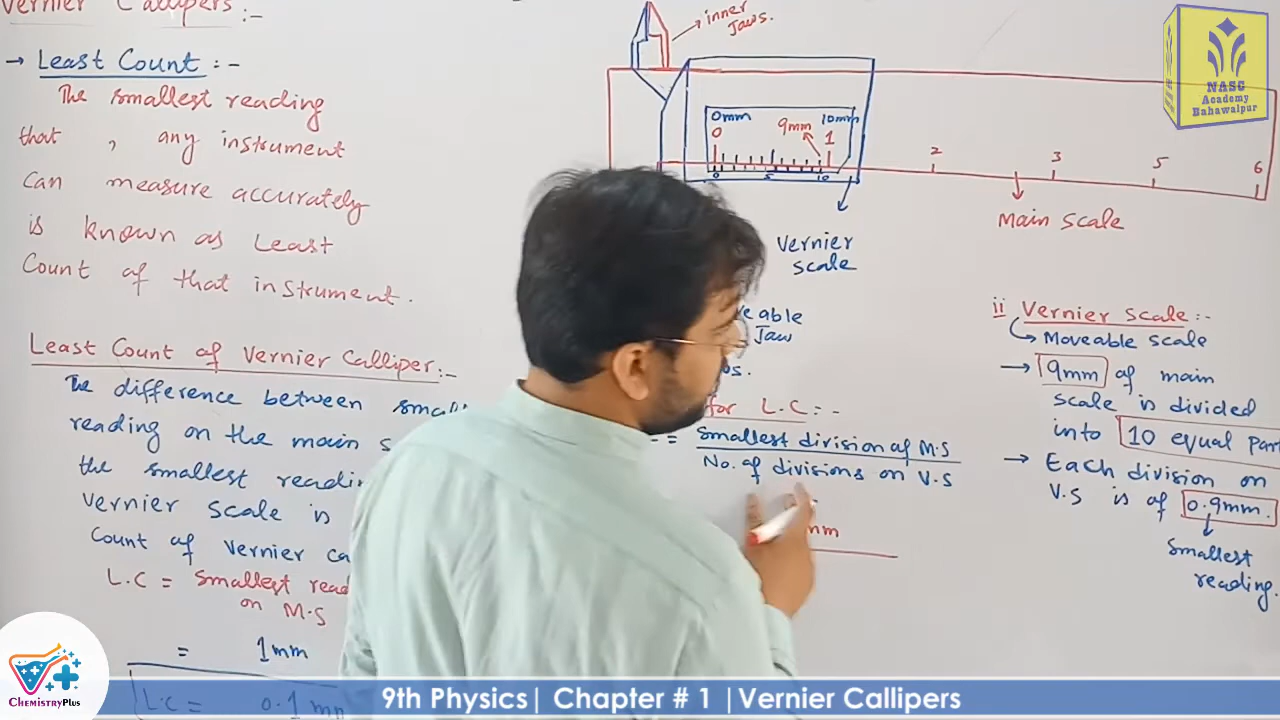 Vernier Callipers :-
→ Least Count :-
The smallest reading
that , any instrument
can measure accurately
is known as Least
Count of that instrument.
Least Count of Vernier Calliper:-
The difference between
reading on the main
the smallest
Vernier scale is
Count of Vernier
L.C = Smallest
on M.S
= 1mm
L.C = 0.1 mm
inner
Jaws.
0mm 10mm
0 9mm 1 2 3 5 6
0 5 10
Main scale
Vernier
scale
Jaw
for L.C :-
= Smallest division of M.S
No. of divisions on V.S
ii Vernier scale :-
Moveable scale
→ 9mm of main
scale is divided
into 10 equal
→ Each division on
V.S is of 0.9mm.
Smallest
reading.
NASG
Academy
Bahawalpur
ChemistryPlus
9th Physics| Chapter # 1 |Vernier Callipers